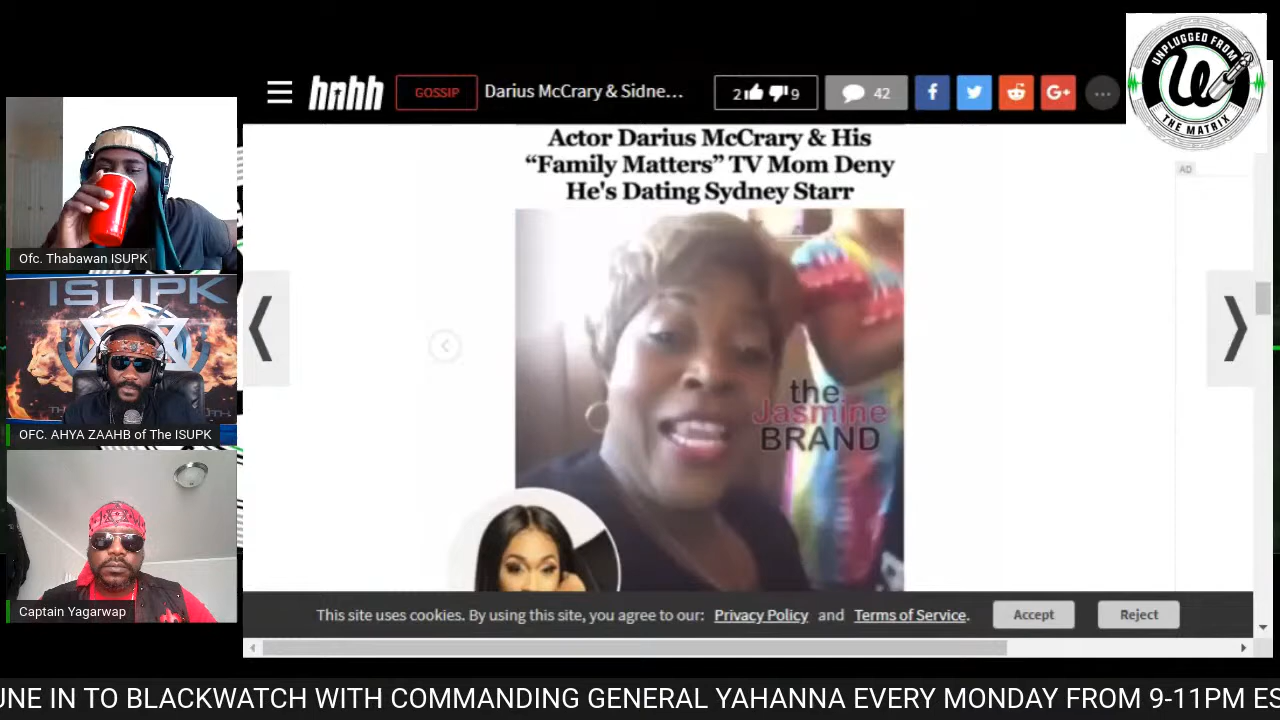 hnhh
GOSSIP
Darius McCrary & Sidne...
2
9
42
G+
UNPLUGGED FROM
THE MATRIX
Actor Darius McCrary & His
“Family Matters” TV Mom Deny
He's Dating Sydney Starr
AD
the
Jasmine
BRAND
Ofc. Thabawan ISUPK
ISUPK
OFC. AHYA ZAAHB of The ISUPK
Captain Yagarwap
This site uses cookies. By using this site, you agree to our: Privacy Policy and Terms of Service.
Accept
Reject
UNE IN TO BLACKWATCH WITH COMMANDING GENERAL YAHANNA EVERY MONDAY FROM 9-11PM ES